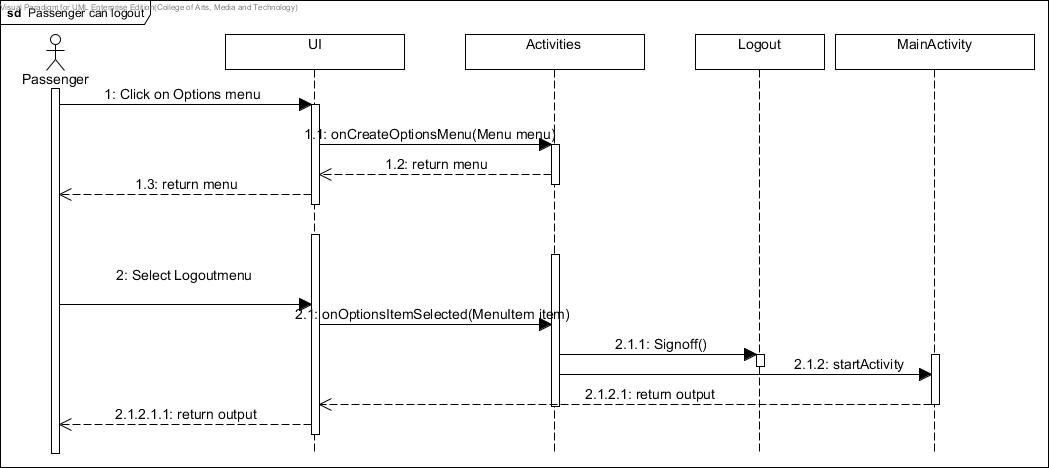 Visual Paradigm for UML Enterprise Edition(College of Arts, Media and Technology)
sd Passenger can logout
UI
Activities
Logout
MainActivity
Passenger
1: Click on Options menu
1.1: onCreateOptionsMenu(Menu menu)
1.2: return menu
1.3: return menu
2: Select Logoutmenu
2.1: onOptionsItemSelected(MenuItem item)
2.1.1: Signoff()
2.1.2: startActivity
2.1.2.1: return output
2.1.2.1.1: return output